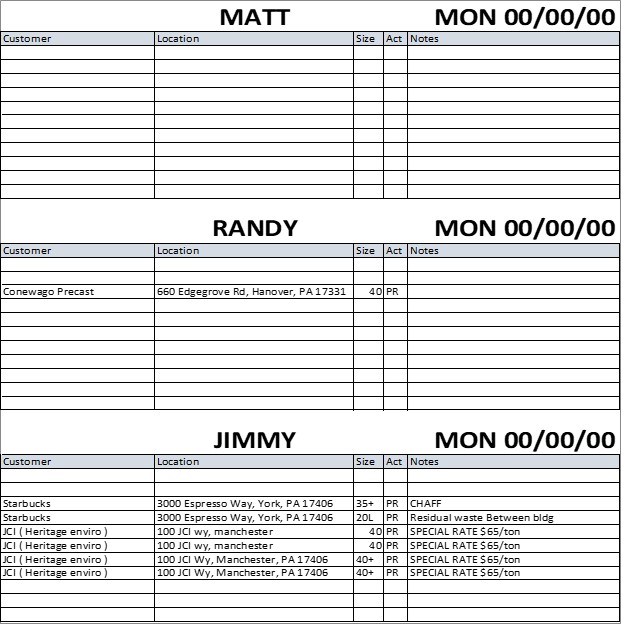 MATT MON 00/00/00
Customer Location Size Act Notes
RANDY MON 00/00/00
Customer Location Size Act Notes
Conewago Precast 660 Edgegrove Rd, Hanover, PA 17331 40 PR
JIMMY MON 00/00/00
Customer Location Size Act Notes
Starbucks 3000 Espresso Way, York, PA 17406 35+ PR CHAFF
Starbucks 3000 Espresso Way, York, PA 17406 20L PR Residual waste Between bldg
JCI ( Heritage enviro ) 100 JCI wy, manchester 40 PR SPECIAL RATE $65/ton
JCI ( Heritage enviro ) 100 JCI wy, manchester 40 PR SPECIAL RATE $65/ton
JCI ( Heritage enviro ) 100 JCI Wy, Manchester, PA 17406 40+ PR SPECIAL RATE $65/ton
JCI ( Heritage enviro ) 100 JCI Wy, Manchester, PA 17406 40+ PR SPECIAL RATE $65/ton